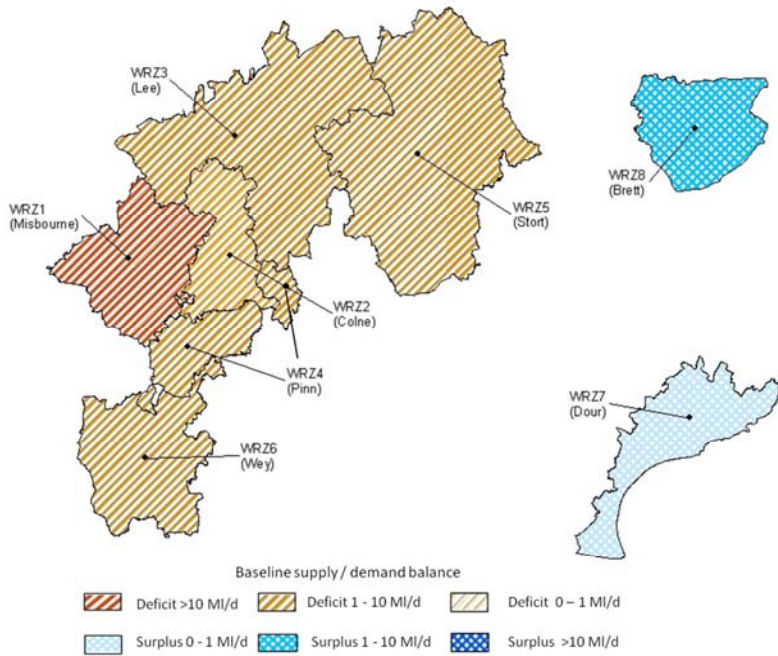 WRZ3
(Lee)
WRZ8
(Brett)
WRZ1
(Misbourne)
WRZ5
(Stort)
WRZ2
(Colne)
WRZ4
(Pinn)
WRZ7
(Dour)
WRZ6
(Wey)
Baseline supply / demand balance
Deficit >10 Ml/d
Deficit 1 - 10 Ml/d
Deficit 0 – 1 Ml/d
Surplus 0 - 1 Ml/d
Surplus 1 - 10 Ml/d
Surplus >10 Ml/d